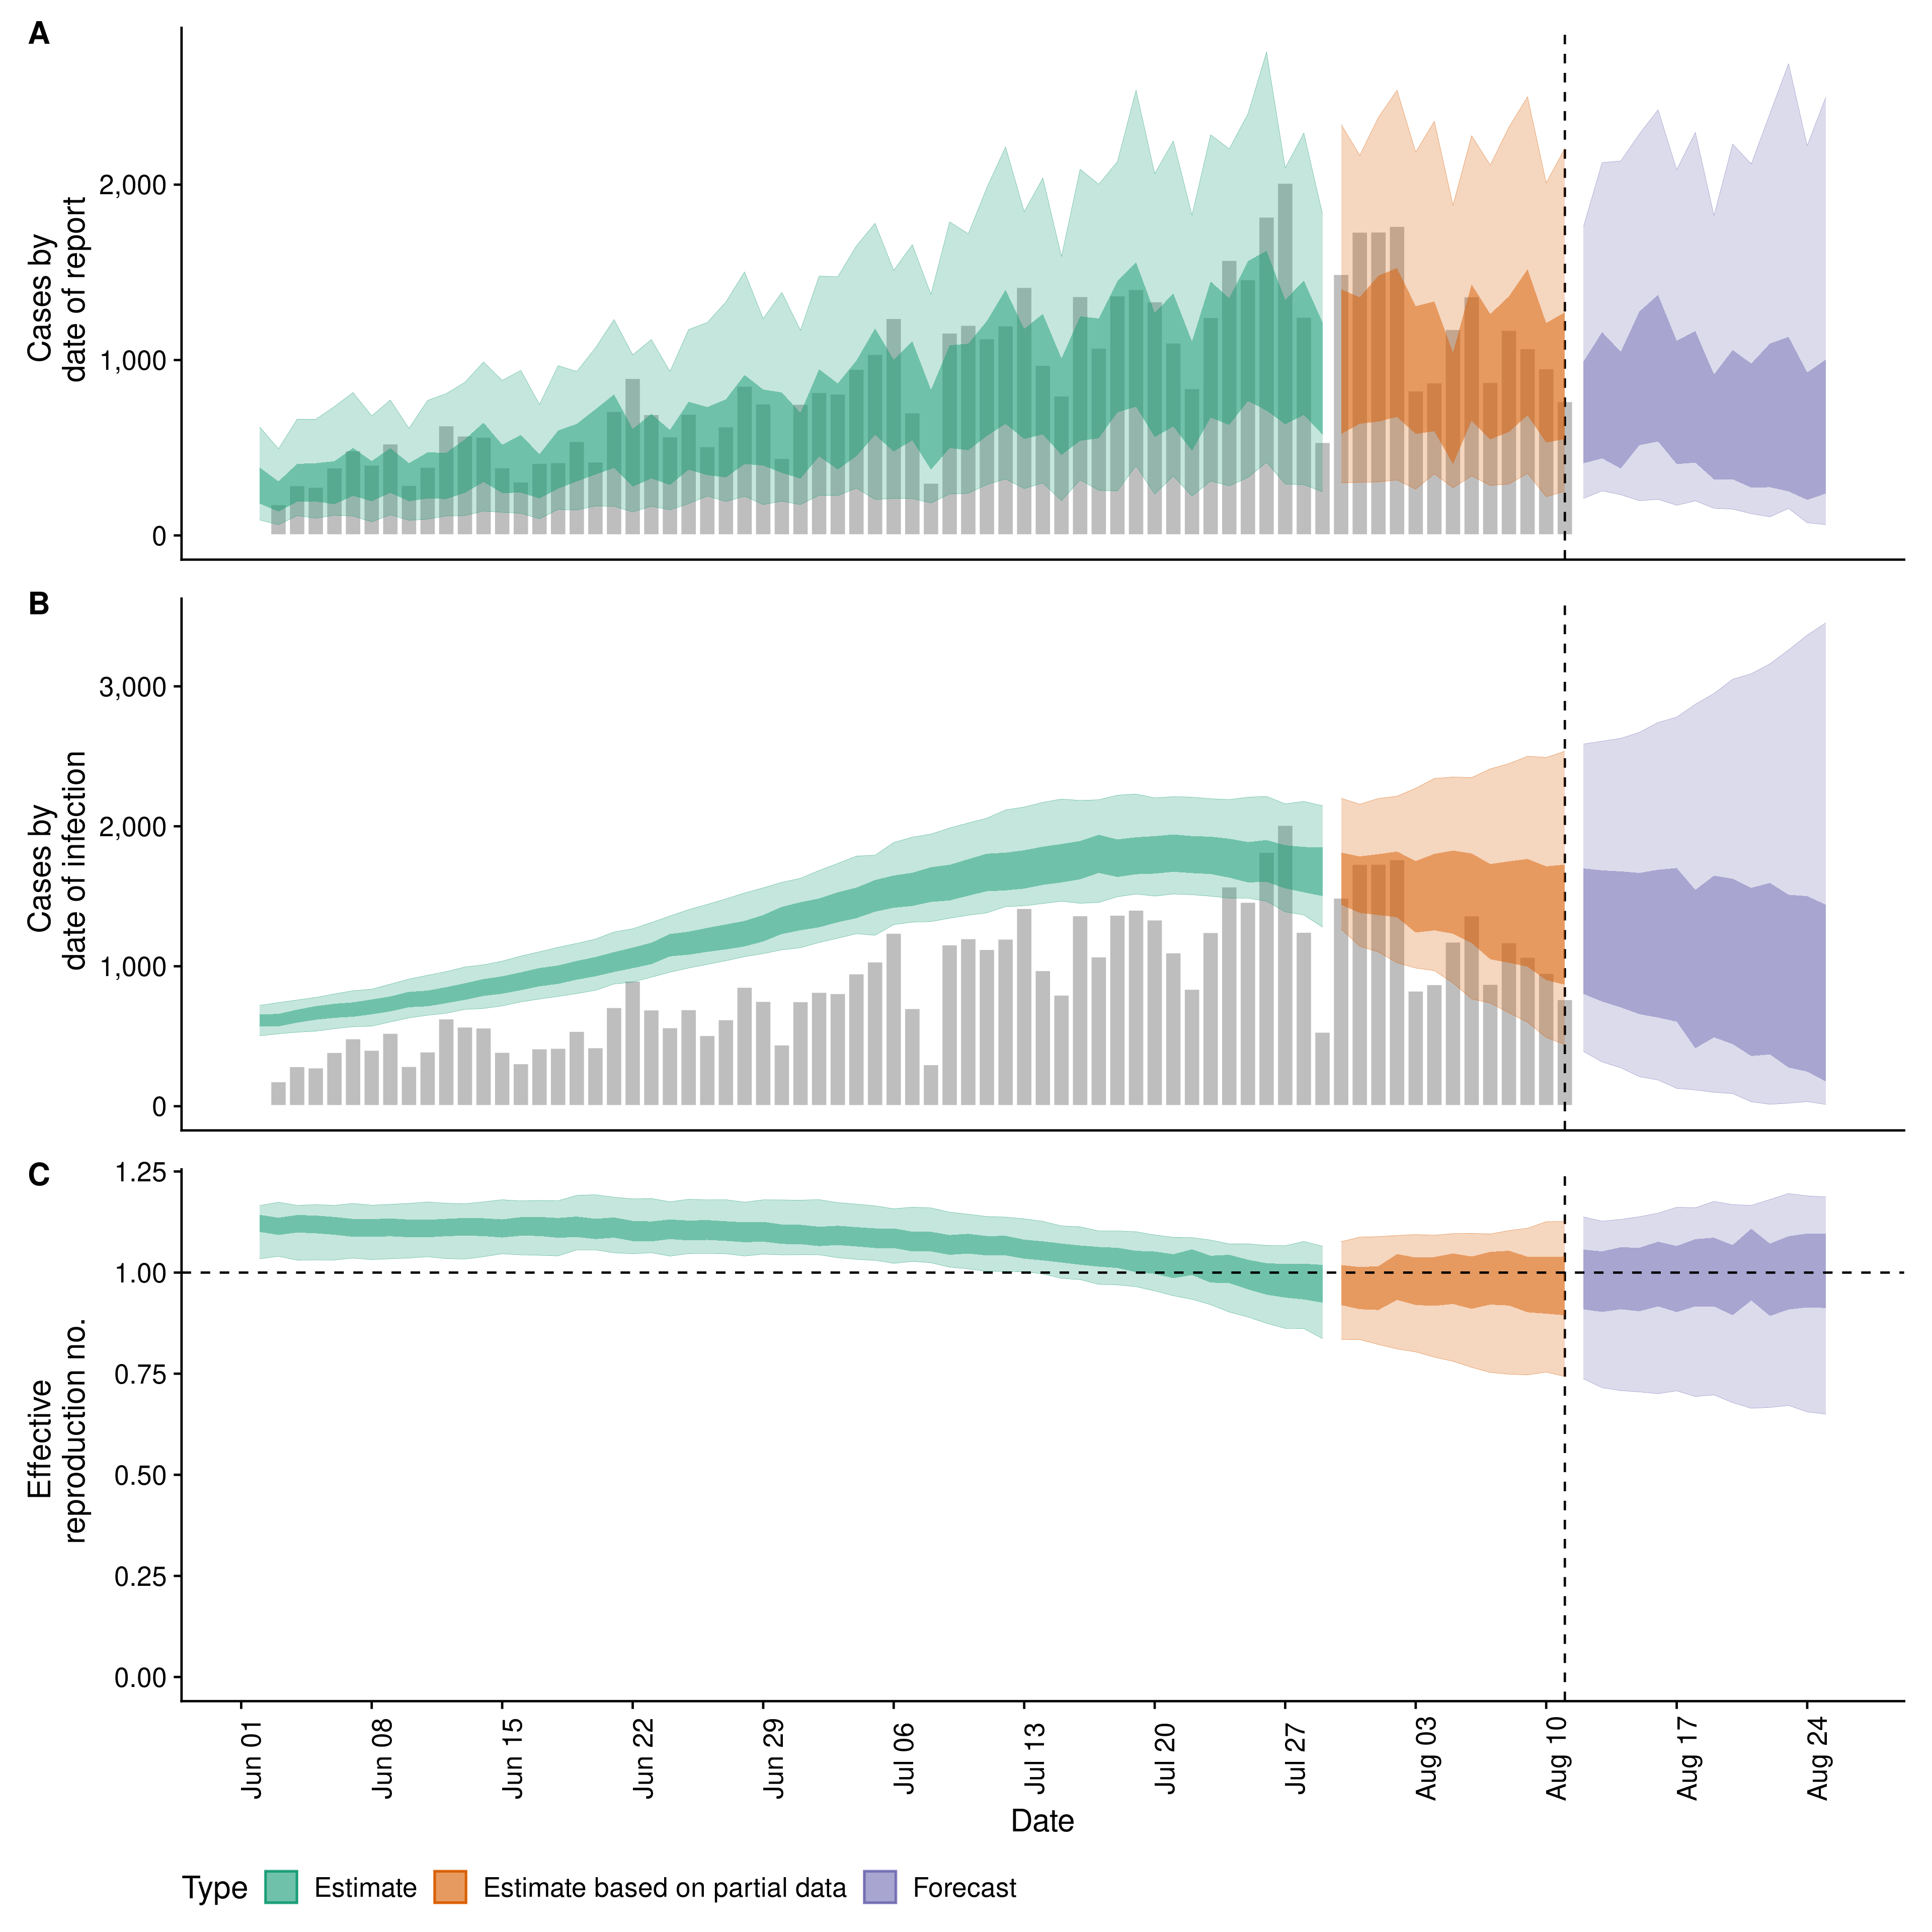 A
Cases by
date of report
2,000
1,000
0
B
Cases by
date of infection
3,000
2,000
1,000
0
C
Effective
reproduction no.
1.25
1.00
0.75
0.50
0.25
0.00
Jun 01
Jun 08
Jun 15
Jun 22
Jun 29
Jul 06
Jul 13
Jul 20
Jul 27
Aug 03
Aug 10
Aug 17
Aug 24
Date
Type Estimate Estimate based on partial data Forecast